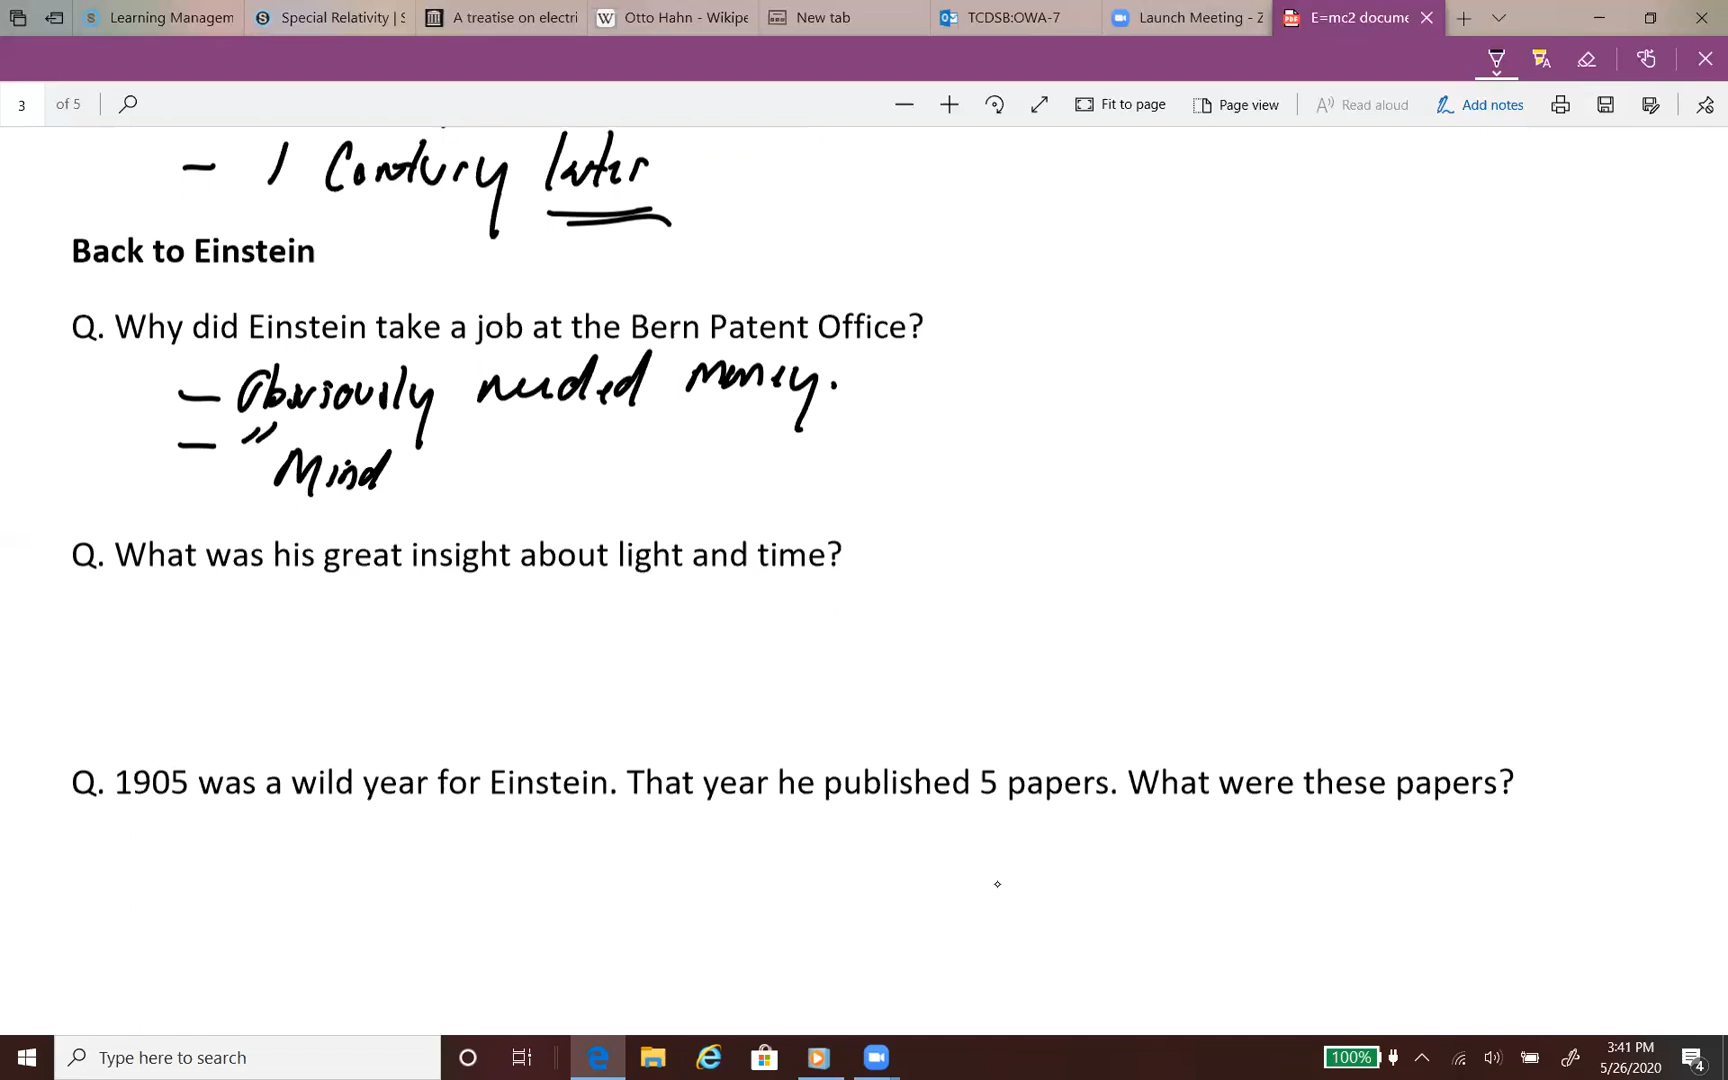 Learning Managem
Special Relativity | S
A treatise on electri
W Otto Hahn - Wikipe
New tab
TCDSB:OWA-7
Launch Meeting - Z
E=mc2 docume
3 of 5
Fit to page
Page view
Read aloud
Add notes
- 1 Century later
Back to Einstein
Q. Why did Einstein take a job at the Bern Patent Office?
- Obviously needed money.
- " Mind
Q. What was his great insight about light and time?
Q. 1905 was a wild year for Einstein. That year he published 5 papers. What were these papers?
Type here to search
100%
3:41 PM
5/26/2020
4